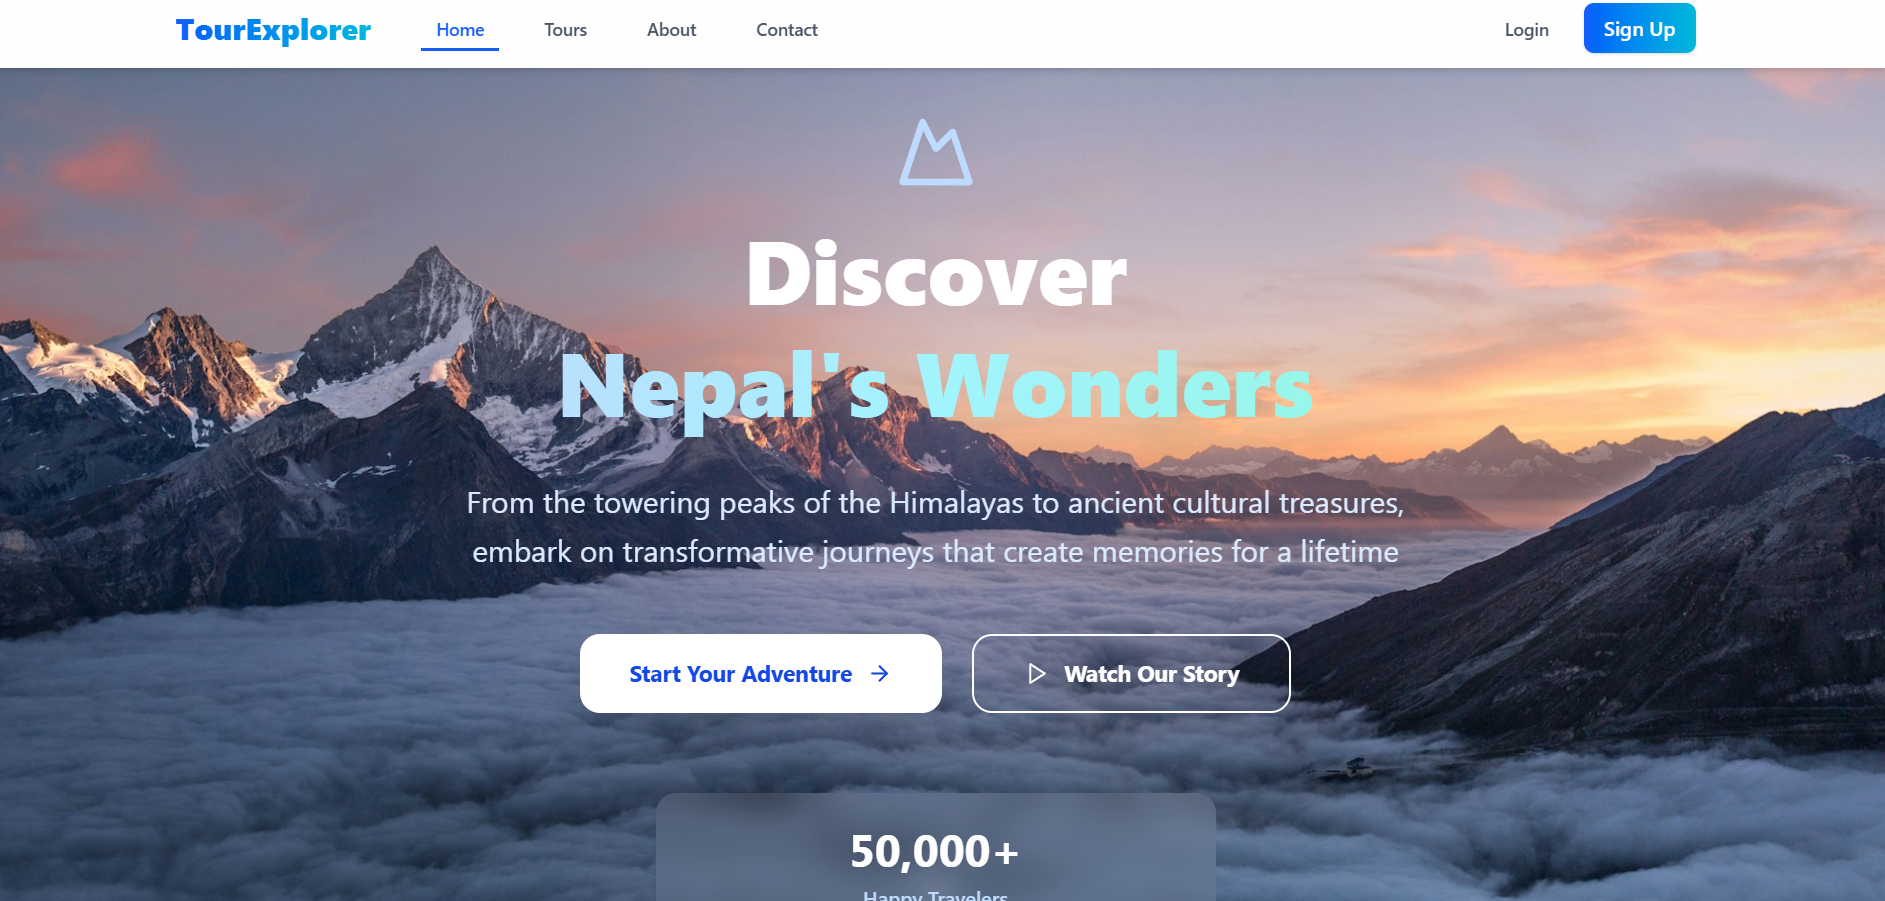 TourExplorer
Home
Tours
About
Contact
Login
Sign Up
Discover
Nepal's Wonders
From the towering peaks of the Himalayas to ancient cultural treasures,
embark on transformative journeys that create memories for a lifetime
Start Your Adventure
Watch Our Story
50,000+
Happy Travelers